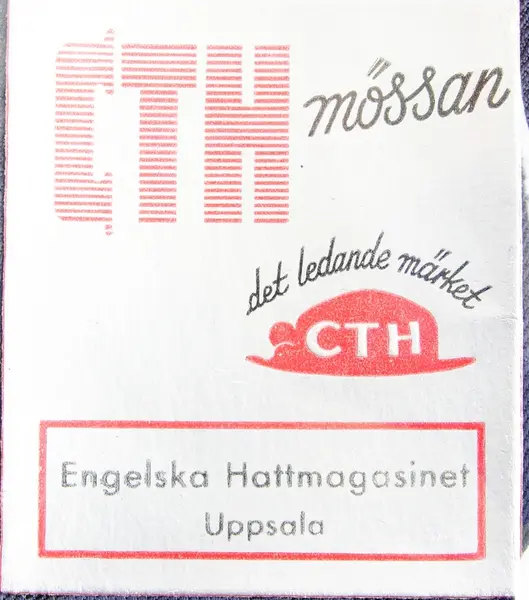 CTH mössan
det ledande märket
CTH
Engelska Hattmagasinet
Uppsala